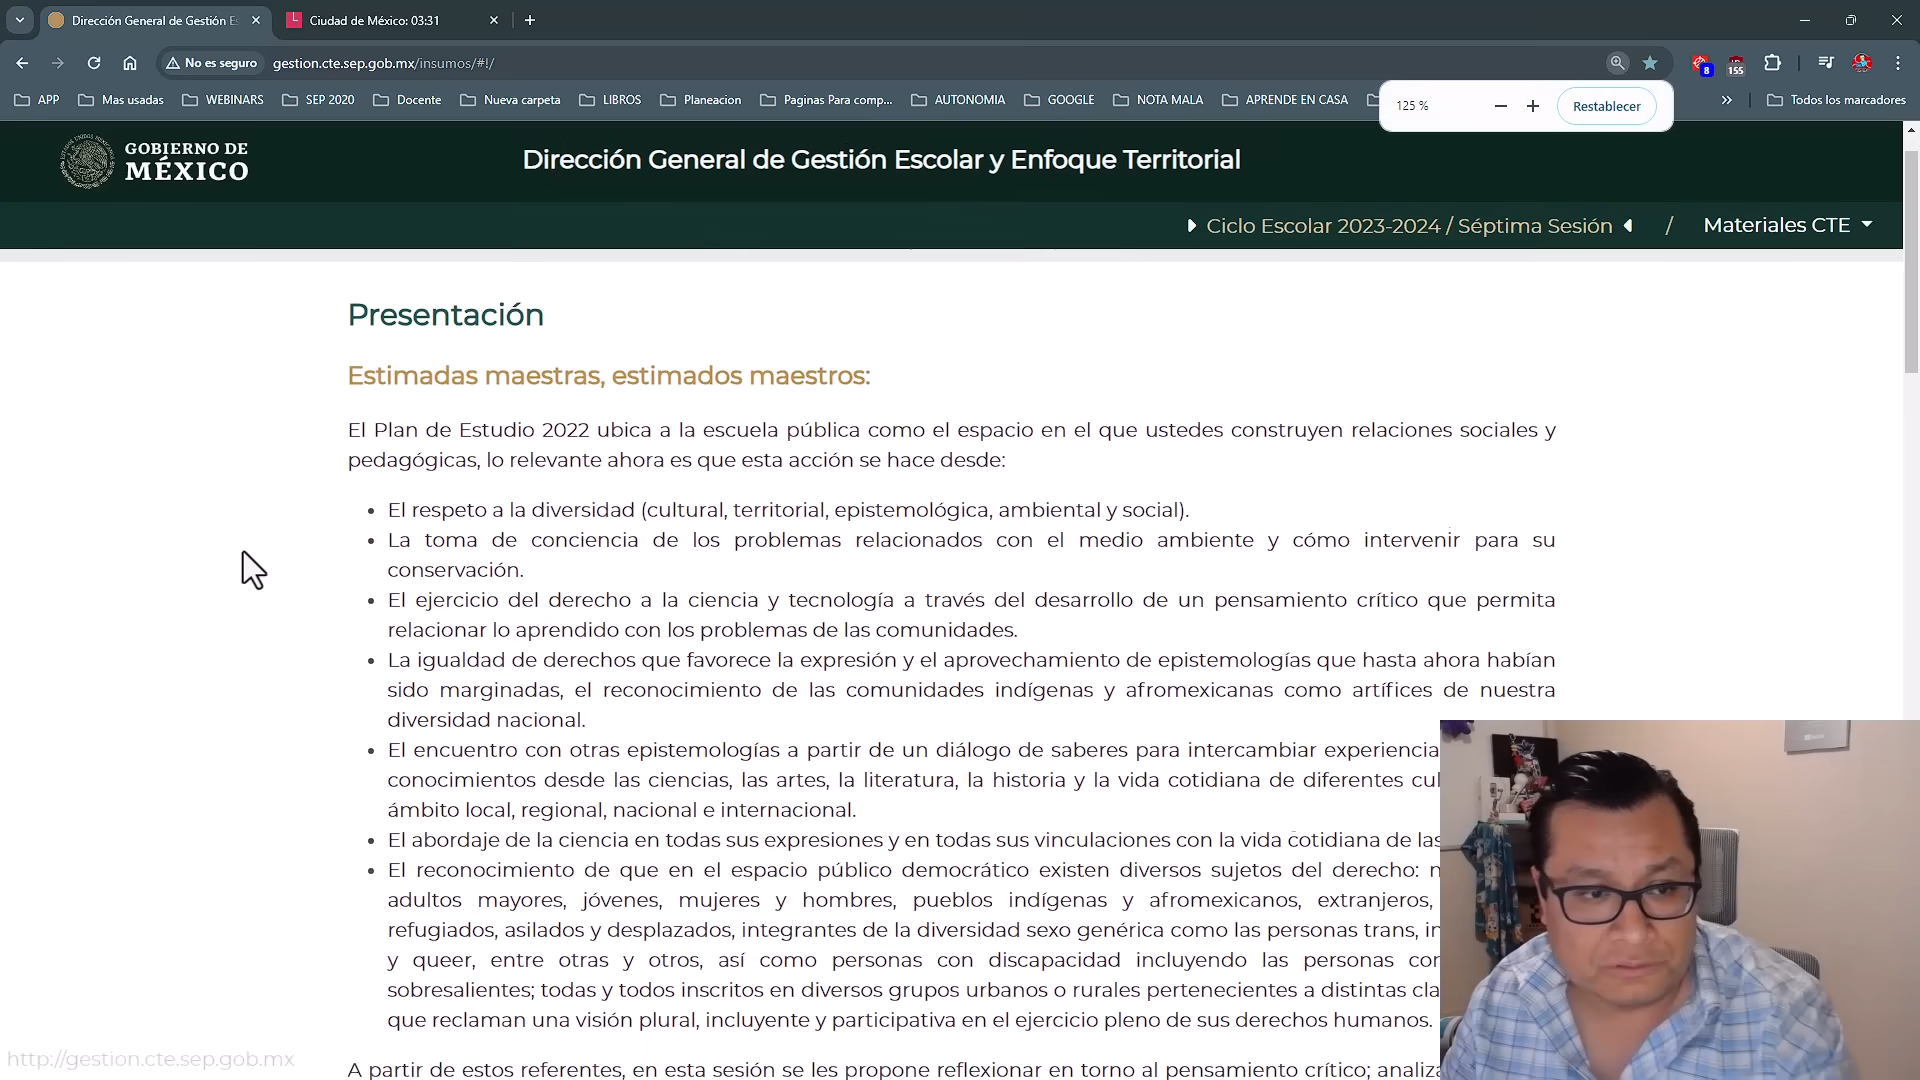 Dirección General de Gestión Es
Ciudad de México: 03:31
No es seguro
gestion.cte.sep.gob.mx/insumos/#!/
8
155
APP
Mas usadas
WEBINARS
SEP 2020
Docente
Nueva carpeta
LIBROS
Planeacion
Paginas Para comp...
AUTONOMIA
GOOGLE
NOTA MALA
APRENDE EN CASA
Todos los marcadores
125 %
Restablecer
GOBIERNO DE
MÉXICO
Dirección General de Gestión Escolar y Enfoque Territorial
Ciclo Escolar 2023-2024 / Séptima Sesión / Materiales CTE
Presentación
Estimadas maestras, estimados maestros:
El Plan de Estudio 2022 ubica a la escuela pública como el espacio en el que ustedes construyen relaciones sociales y
pedagógicas, lo relevante ahora es que esta acción se hace desde:
• El respeto a la diversidad (cultural, territorial, epistemológica, ambiental y social).
• La toma de conciencia de los problemas relacionados con el medio ambiente y cómo intervenir para su
conservación.
• El ejercicio del derecho a la ciencia y tecnología a través del desarrollo de un pensamiento crítico que permita
relacionar lo aprendido con los problemas de las comunidades.
• La igualdad de derechos que favorece la expresión y el aprovechamiento de epistemologías que hasta ahora habían
sido marginadas, el reconocimiento de las comunidades indígenas y afromexicanas como artífices de nuestra
diversidad nacional.
• El encuentro con otras epistemologías a partir de un diálogo de saberes para intercambiar experiencia
conocimientos desde las ciencias, las artes, la literatura, la historia y la vida cotidiana de diferentes cul
ámbito local, regional, nacional e internacional.
• El abordaje de la ciencia en todas sus expresiones y en todas sus vinculaciones con la vida cotidiana de las
• El reconocimiento de que en el espacio público democrático existen diversos sujetos del derecho:
adultos mayores, jóvenes, mujeres y hombres, pueblos indígenas y afromexicanos, extranjeros,
refugiados, asilados y desplazados, integrantes de la diversidad sexo genérica como las personas trans, in
y queer, entre otras y otros, así como personas con discapacidad incluyendo las personas con
sobresalientes; todas y todos inscritos en diversos grupos urbanos o rurales pertenecientes a distintas cla
que reclaman una visión plural, incluyente y participativa en el ejercicio pleno de sus derechos humanos.
http://gestion.cte.sep.gob.mx
A partir de estos referentes, en esta sesión se les propone reflexionar en torno al pensamiento crítico; analiza